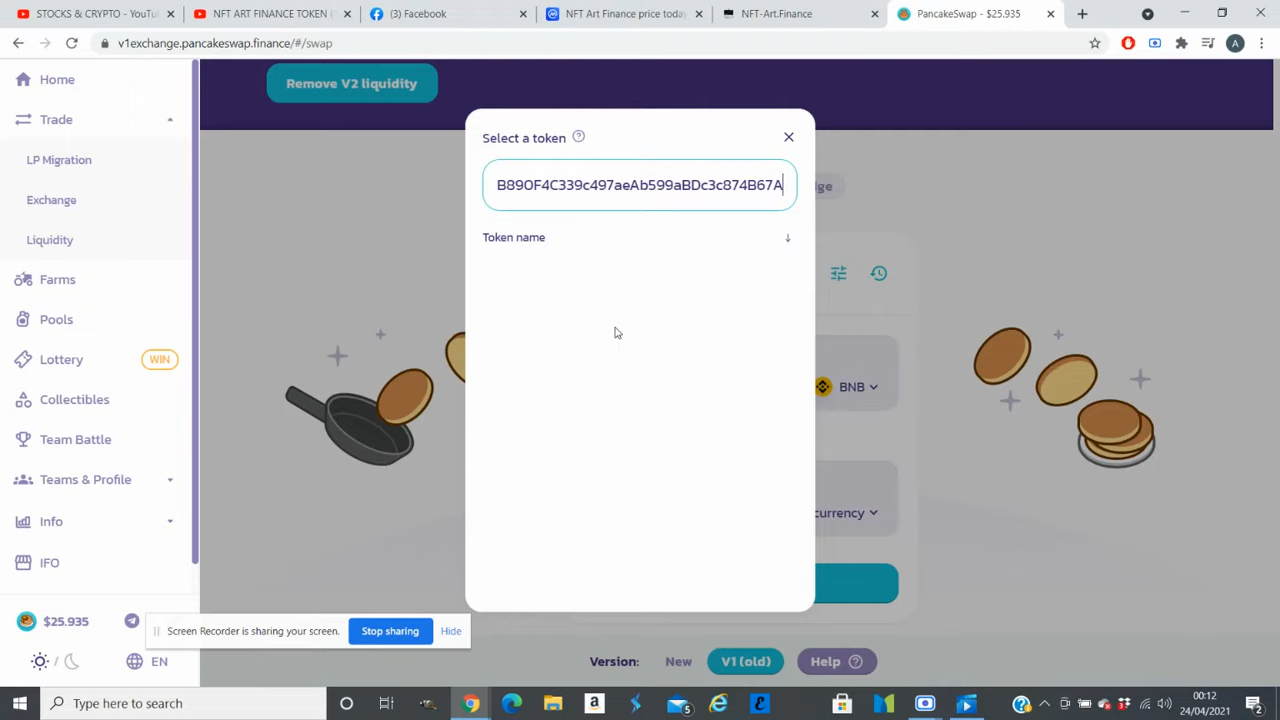 STOCKS & CRYPTO - YouTu
NFT ART FINANCE TOKEN (
(3) Facebook
NFT Art Finance price today
NFT-Art.Finance
PancakeSwap - $25.935
v1exchange.pancakeswap.finance/#/swap
A
Home
Remove V2 liquidity
Trade
Select a token
LP Migration
B890F4C339c497aeAb599aBDc3c874B67A
Exchange
Token name
Liquidity
Farms
Pools
Lottery
WIN
BNB
Collectibles
Team Battle
Teams & Profile
currency
Info
IFO
$25.935
Screen Recorder is sharing your screen.
Stop sharing
Hide
EN
Version:
New
V1 (old)
Help
Type here to search
5
00:12
24/04/2021
2